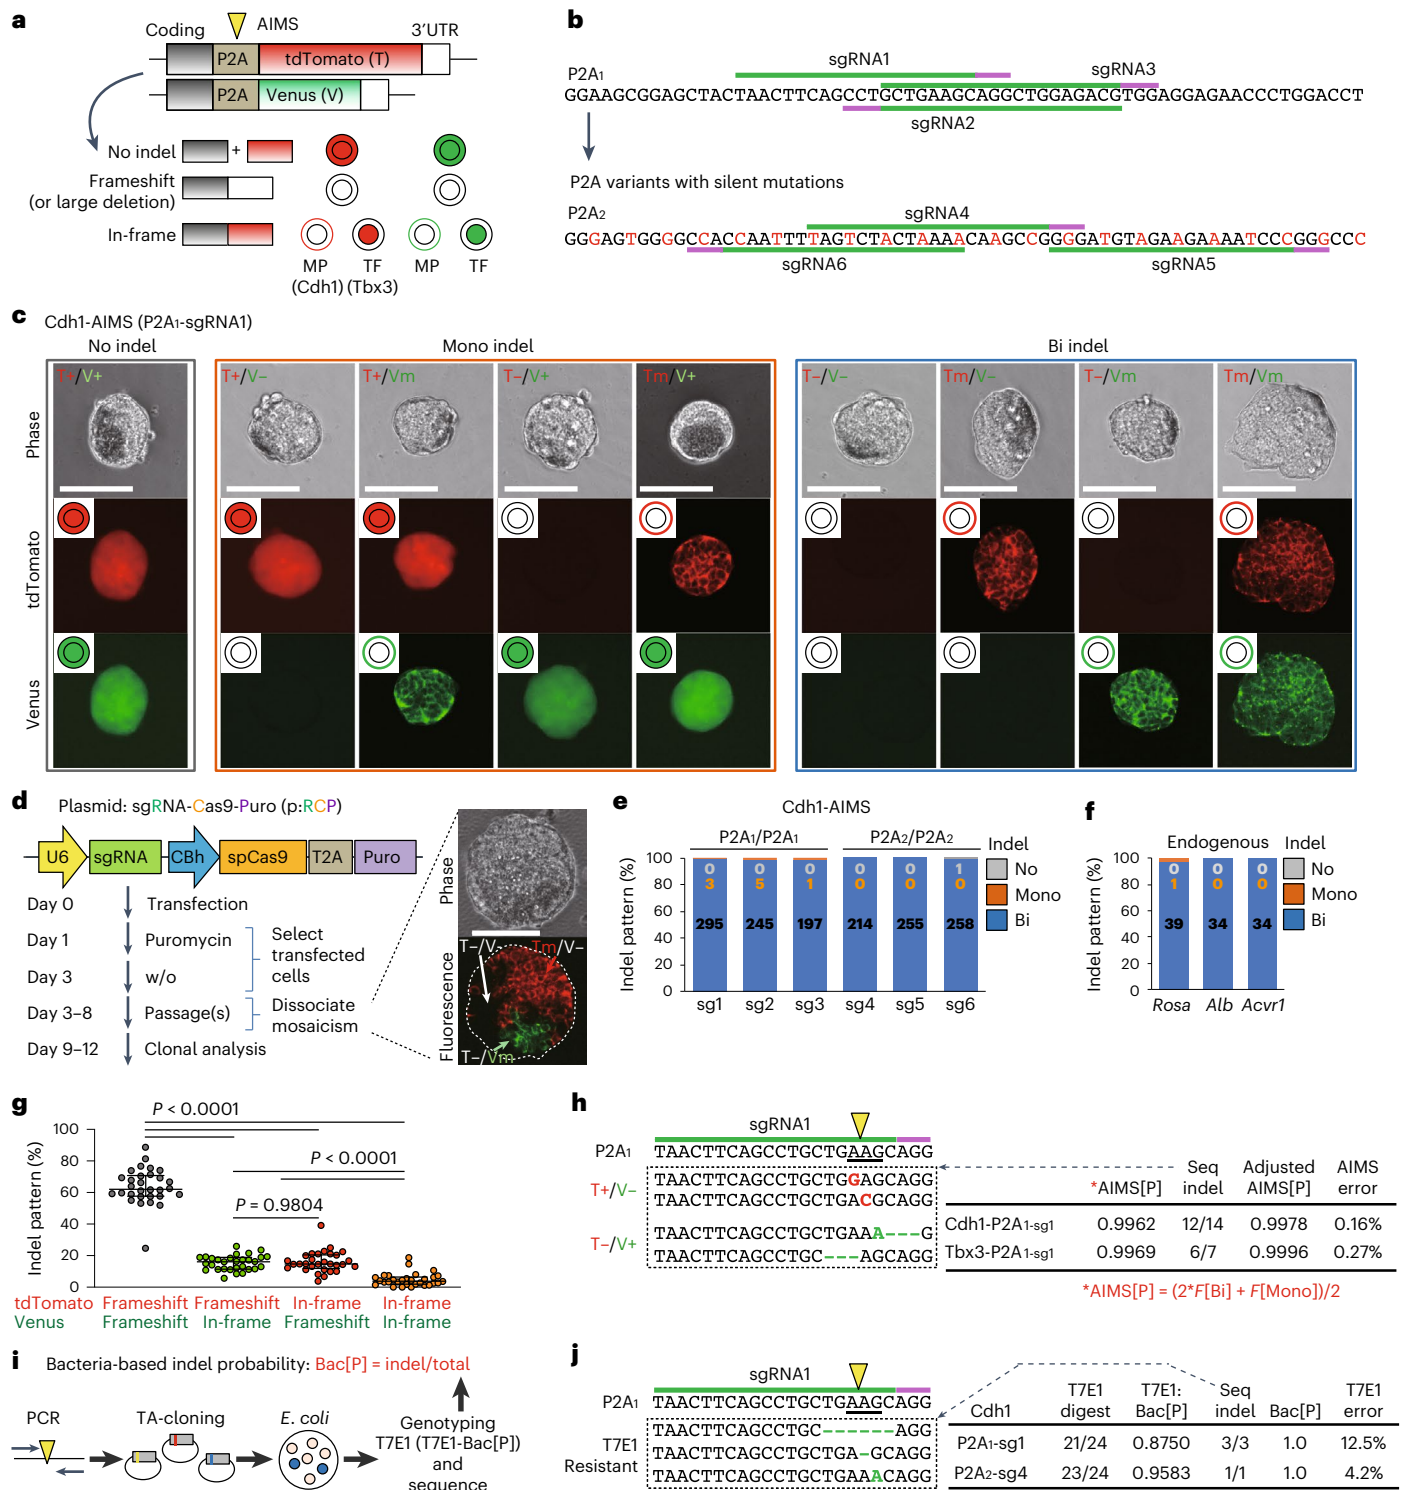 a
Coding
AIMS
3’UTR
P2A
tdTomato (T)
P2A
Venus (V)
No indel
+
Frameshift
(or large deletion)
In-frame
MP
TF
MP
TF
(Cdh1) (Tbx3)
b
sgRNA1
P2A1
sgRNA3
GGAAGCGGAGCTACTAACTTCAGCCTGCTGAAGCAGGCTGGAGACGTGGAGGAGAACCCTGGACCT
sgRNA2
P2A variants with silent mutations
P2A2
sgRNA4
GGGAGTGGGGCCACCAATTTTAGTCTACTAAAACAAGCCGGGGATGTAGAAGAAAATCCCGGGCCC
sgRNA6
sgRNA5
c
Cdh1-AIMS (P2A1-sgRNA1)
No indel
Mono indel
Bi indel
T+/V+
T+/V−
T+/Vm
T−/V+
Tm/V+
T−/V−
Tm/V−
T−/Vm
Tm/Vm
Phase
tdTomato
Venus
d
Plasmid: sgRNA-Cas9-Puro (p:RCP)
U6
sgRNA
CBh
spCas9
T2A
Puro
Day 0
Transfection
Day 1
Puromycin
Day 3
w/o
Select
transfected
cells
Day 3–8
Passage(s)
Dissociate
mosaicism
Day 9–12
Clonal analysis
Phase
Fluorescence
T−/V−
Tm/V−
T−/Vm
e
Cdh1-AIMS
P2A1/P2A1
P2A2/P2A2
Indel
No
Mono
Bi
Indel pattern (%)
100
80
60
40
20
0
0
0
0
0
0
1
3
5
1
0
0
0
295
245
197
214
255
258
sg1
sg2
sg3
sg4
sg5
sg6
f
Endogenous
Indel
No
Mono
Bi
Indel pattern (%)
100
80
60
40
20
0
0
0
0
1
0
0
39
34
34
Rosa
Alb
Acvr1
g
P < 0.0001
P < 0.0001
P = 0.9804
Indel pattern (%)
100
80
60
40
20
0
tdTomato
Frameshift
Frameshift
In-frame
In-frame
Venus
Frameshift
In-frame
Frameshift
In-frame
h
sgRNA1
P2A1
TAACTTCAGCCTGCTGAAGCAGG
T+/V−
TAACTTCAGCCTGCTGGAGCAGG
TAACTTCAGCCTGCTGACGCAGG
T−/V+
TAACTTCAGCCTGCTGAAA−−−G
TAACTTCAGCCTGC−−−AGCAGG
*AIMS[P]
Seq indel
Adjusted AIMS[P]
AIMS error
Cdh1-P2A1-sg1
0.9962
12/14
0.9978
0.16%
Tbx3-P2A1-sg1
0.9969
6/7
0.9996
0.27%
*AIMS[P] = (2*F[Bi] + F[Mono])/2
i
Bacteria-based indel probability: Bac[P] = indel/total
PCR
TA-cloning
E. coli
Genotyping
T7E1 (T7E1-Bac[P])
and
sequence
j
sgRNA1
P2A1
TAACTTCAGCCTGCTGAAGCAGG
T7E1
Resistant
TAACTTCAGCCTGC−−−−−−AGG
TAACTTCAGCCTGCTGA−GCAGG
TAACTTCAGCCTGCTGAAACAGG
Cdh1
T7E1 digest
T7E1: Bac[P]
Seq indel
Bac[P]
T7E1 error
P2A1-sg1
21/24
0.8750
3/3
1.0
12.5%
P2A2-sg4
23/24
0.9583
1/1
1.0
4.2%